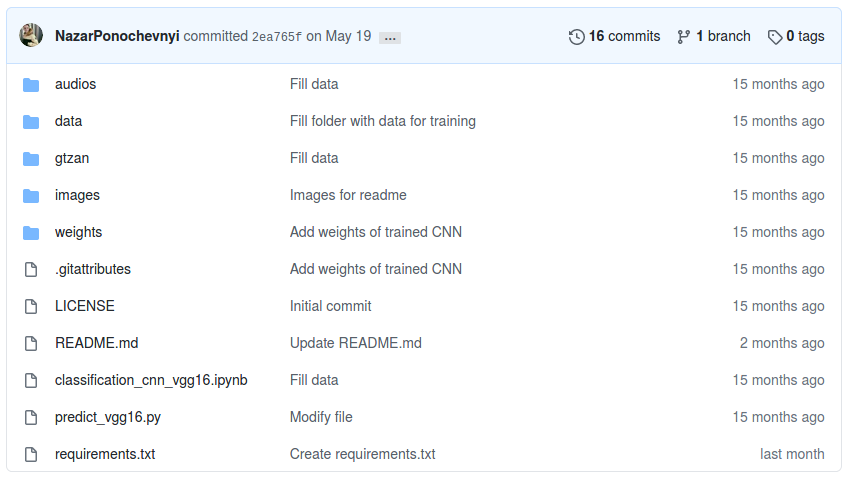 NazarPonochevnyi committed 2ea765f on May 19 ... 16 commits 1 branch 0 tags
audios Fill data 15 months ago
data Fill folder with data for training 15 months ago
gtzan Fill data 15 months ago
images Images for readme 15 months ago
weights Add weights of trained CNN 15 months ago
.gitattributes Add weights of trained CNN 15 months ago
LICENSE Initial commit 15 months ago
README.md Update README.md 2 months ago
classification_cnn_vgg16.ipynb Fill data 15 months ago
predict_vgg16.py Modify file 15 months ago
requirements.txt Create requirements.txt last month